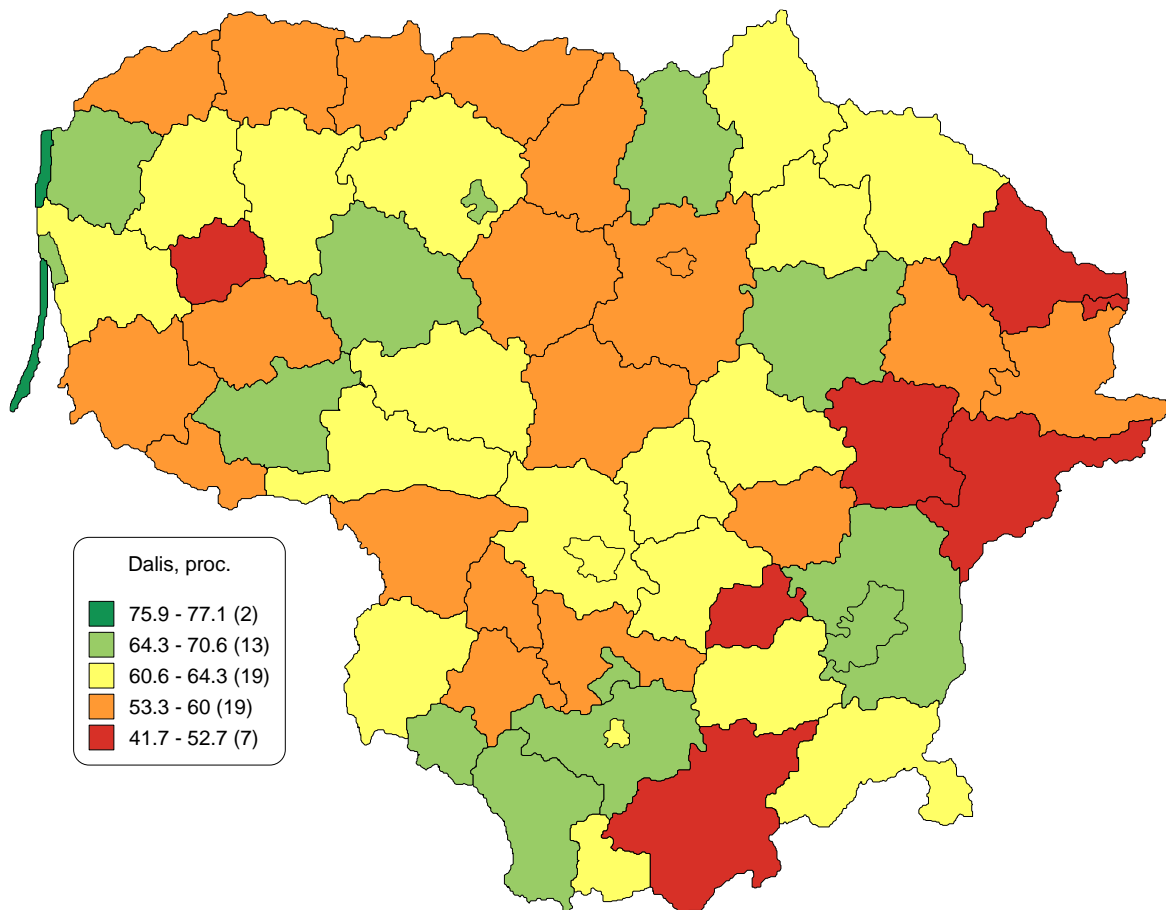 Dalis, proc.
75.9 - 77.1 (2)
64.3 - 70.6 (13)
60.6 - 64.3 (19)
53.3 - 60 (19)
41.7 - 52.7 (7)